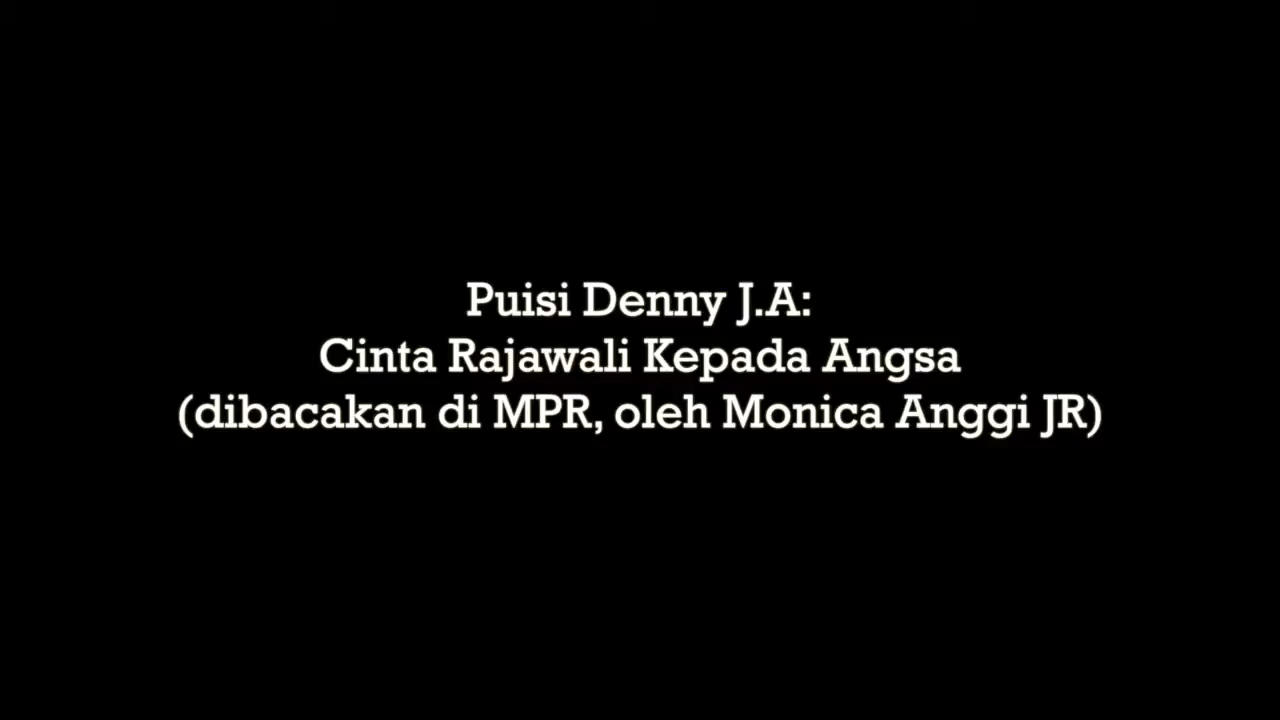 Puisi Denny J.A:
Cinta Rajawali Kepada Angsa
(dibacakan di MPR, oleh Monica Anggi JR)